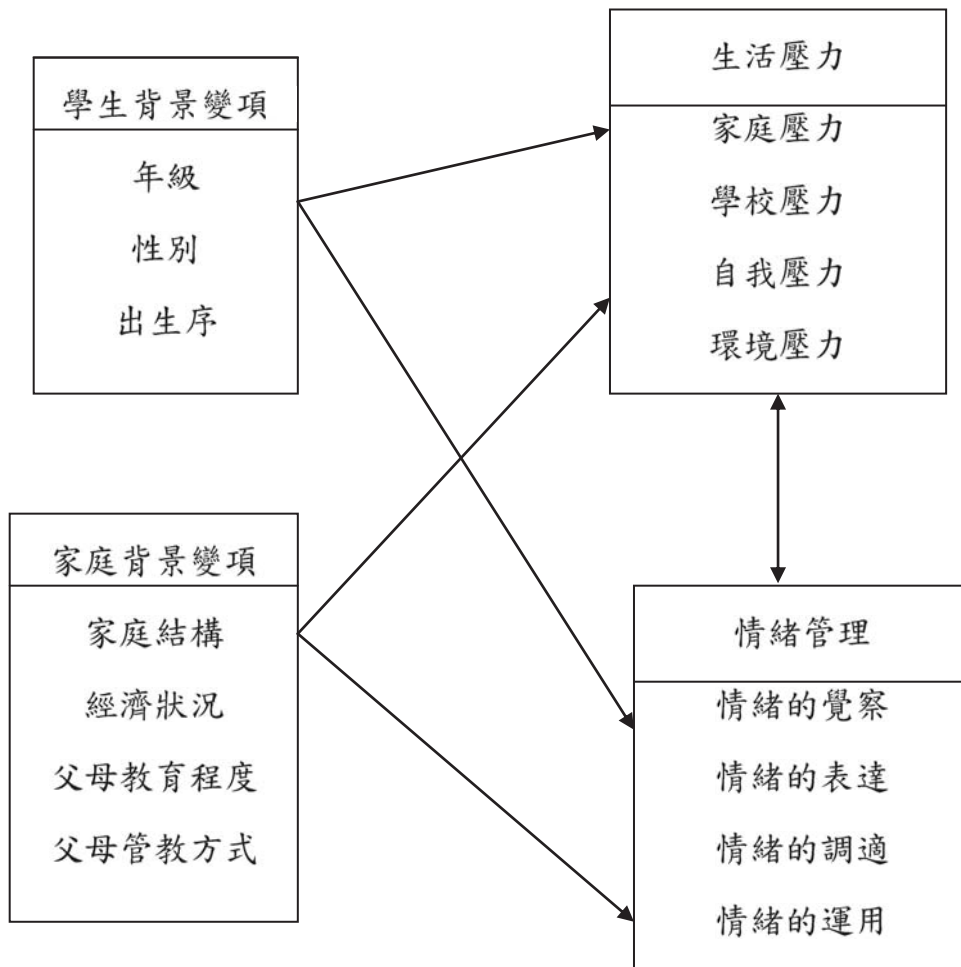 學生背景變項
年級
性別
出生序
生活壓力
家庭壓力
學校壓力
自我壓力
環境壓力
家庭背景變項
家庭結構
經濟狀況
父母教育程度
父母管教方式
情緒管理
情緒的覺察
情緒的表達
情緒的調適
情緒的運用